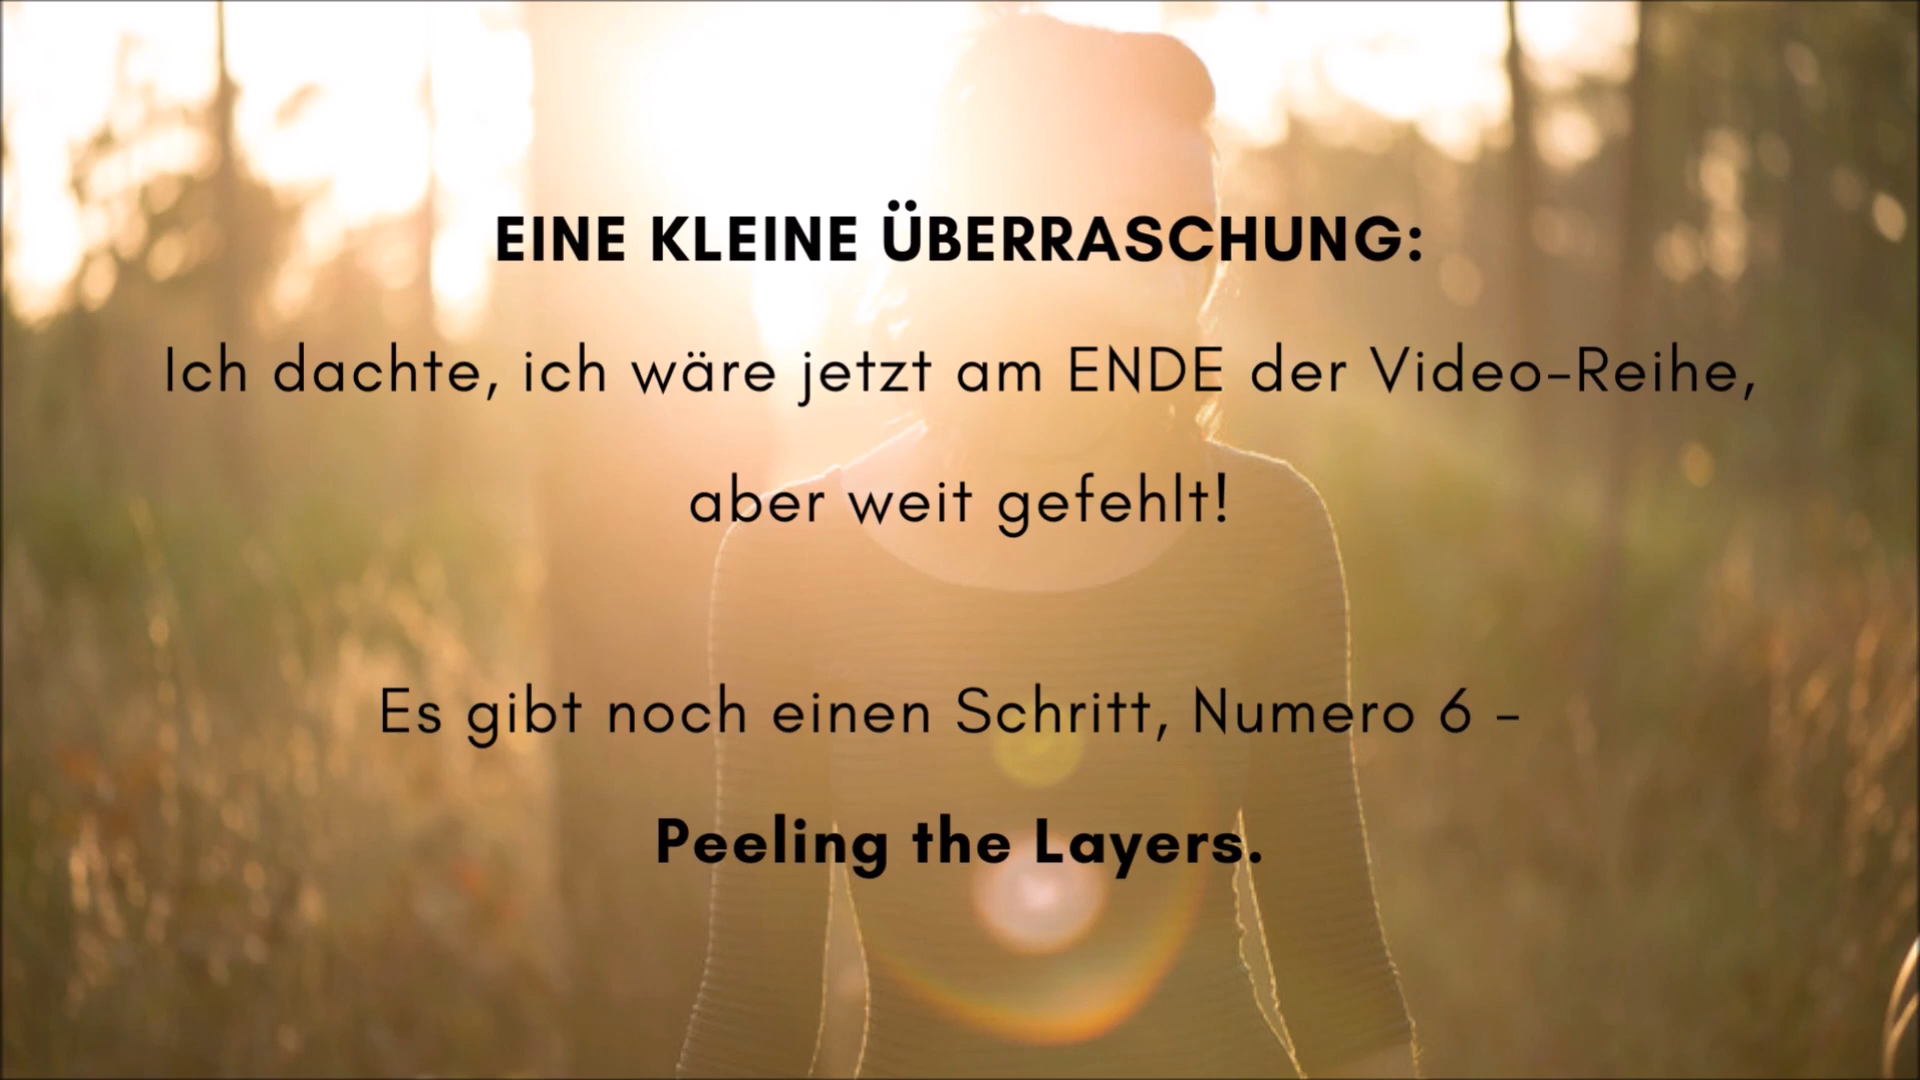 EINE KLEINE ÜBERRASCHUNG:
Ich dachte, ich wäre jetzt am ENDE der Video-Reihe,
aber weit gefehlt!
Es gibt noch einen Schritt, Numero 6 -
Peeling the Layers.